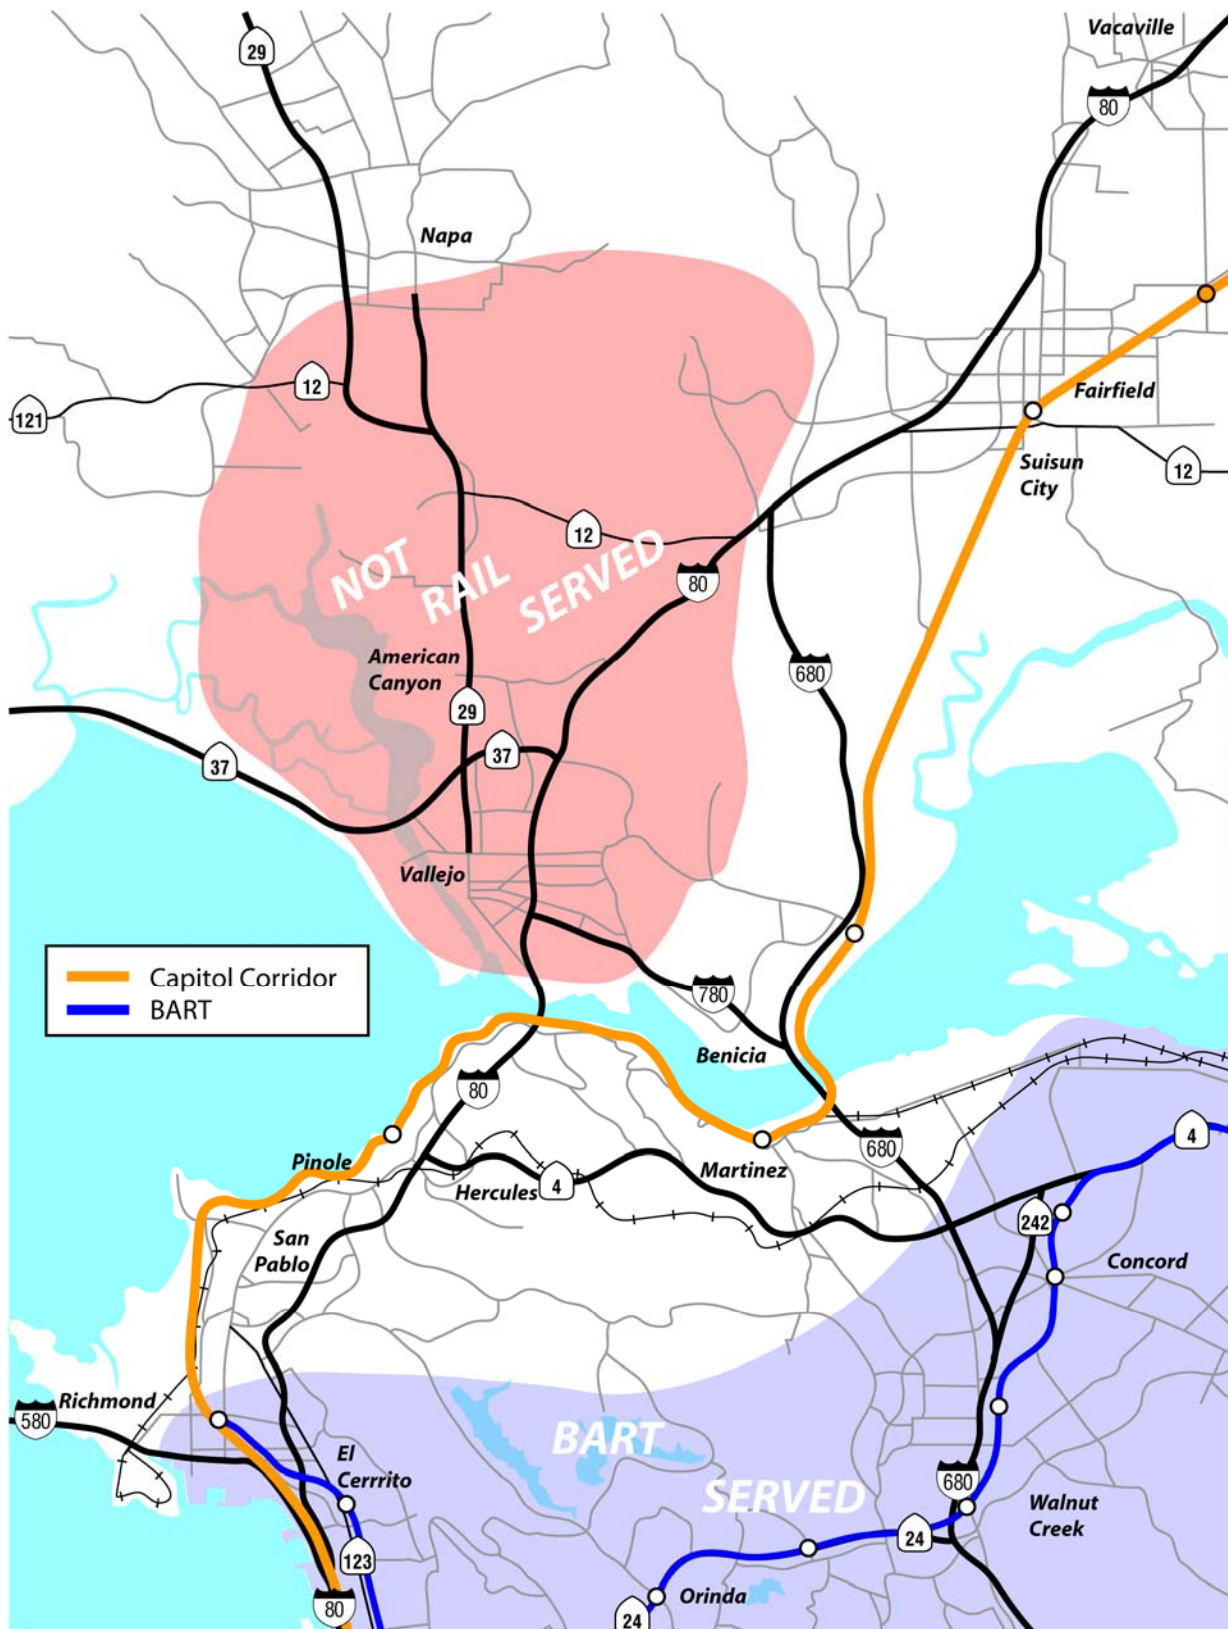 29
Vacaville
80
Napa
12
121
Fairfield
Suisun
City
12
12
NOT
RAIL
SERVED
80
American
Canyon
680
29
37
37
Vallejo
Capitol Corridor
BART
780
Benicia
80
680
4
Pinole
Hercules
4
Martinez
242
San
Pablo
Concord
Richmond
580
BART
El
Cerrrito
SERVED
680
Walnut
Creek
24
123
Orinda
80
24